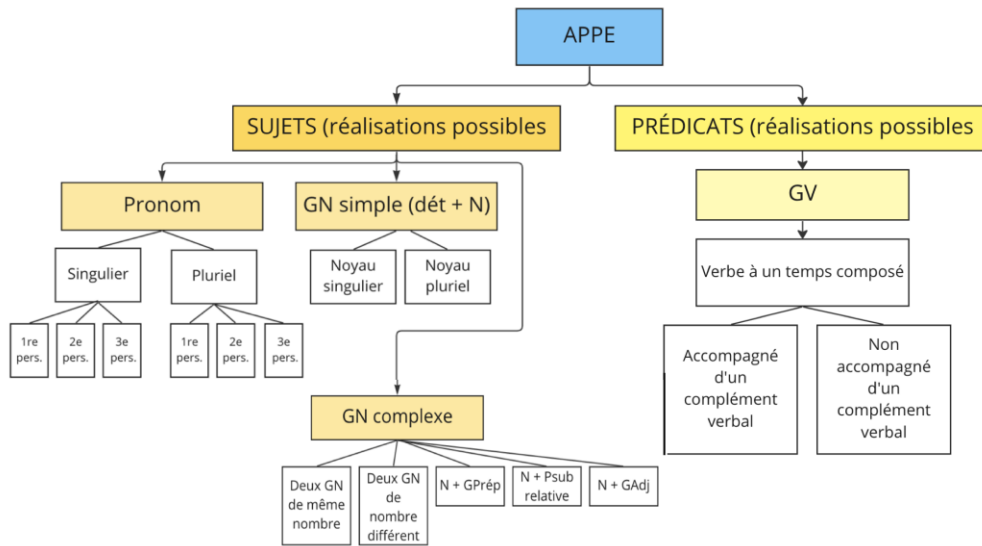 APPE
SUJETS (réalisations possibles
PRÉDICATS (réalisations possibles
Pronom
GN simple (dét + N)
GV
Singulier
Pluriel
Noyau
singulier
Noyau
pluriel
Verbe à un temps composé
1re
pers.
2e
pers.
3e
pers.
1re
pers.
2e
pers.
3e
pers.
Accompagné
d'un
complément
verbal
Non
accompagné
d'un
complément
verbal
GN complexe
Deux GN
de même
nombre
Deux GN
de
nombre
différent
N + GPrép
N + Psub
relative
N + GAdj